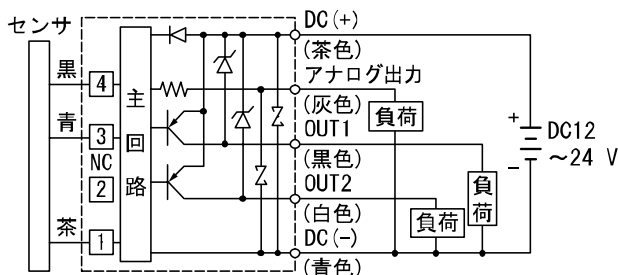 センサ
黒
青
茶
4
3
NC
2
1
主回路
DC(+)
(茶色)
アナログ出力
(灰色)
OUT1
(黒色)
OUT2
(白色)
DC(-)
(青色)
負荷
負荷
負荷
+
-
DC12
~24 V